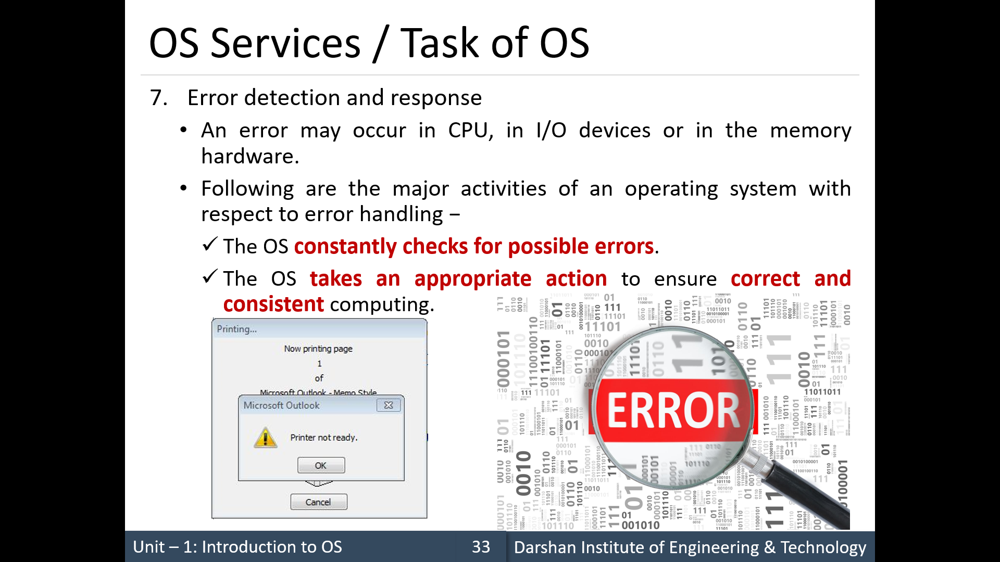 OS Services / Task of OS
7. Error detection and response
• An error may occur in CPU, in I/O devices or in the memory
hardware.
• Following are the major activities of an operating system with
respect to error handling −
✓ The OS constantly checks for possible errors.
✓ The OS takes an appropriate action to ensure correct and
consistent computing.
Printing...
Now printing page
1
of
Microsoft Outlook - Memo Style
Microsoft Outlook
Printer not ready.
OK
Cancel
ERROR
Unit – 1: Introduction to OS
33
Darshan Institute of Engineering & Technology